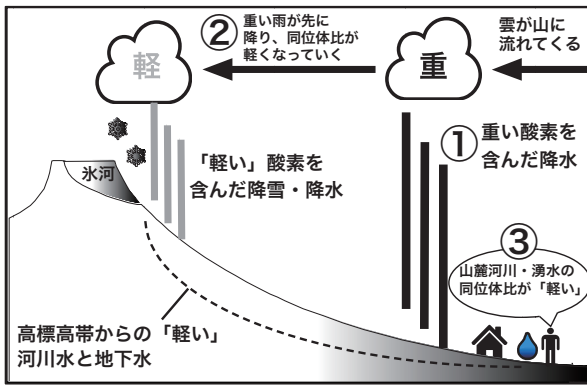 ②
重い雨が先に
降り、同位体比が
軽くなっていく
雲が山に
流れてくる
軽
重
①
重い酸素を
含んだ降水
「軽い」酸素を
含んだ降雪・降水
氷河
③
山麓河川・湧水の
同位体比が「軽い」
高標高帯からの「軽い」
河川水と地下水